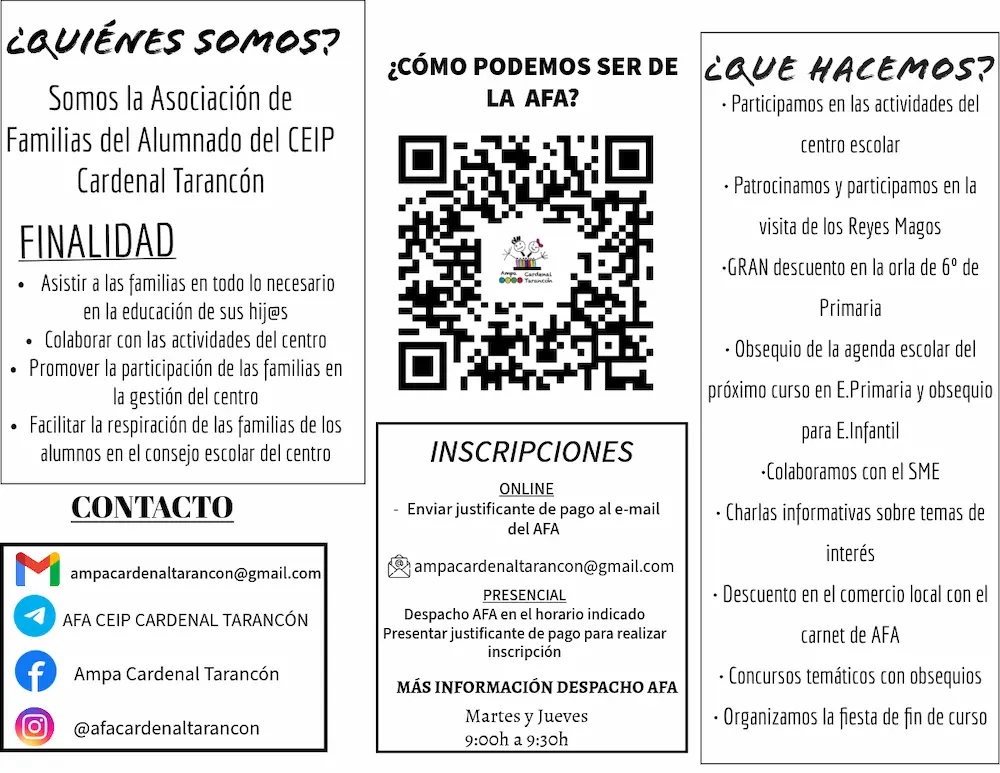 ¿QUIÉNES SOMOS?
Somos la Asociación de
Familias del Alumnado del CEIP
Cardenal Tarancón
FINALIDAD
• Asistir a las familias en todo lo necesario
en la educación de sus hij@s
• Colaborar con las actividades del centro
• Promover la participación de las familias en
la gestión del centro
• Facilitar la respiración de las familias de los
alumnos en el consejo escolar del centro
CONTACTO
ampacardenaltarancon@gmail.com
AFA CEIP CARDENAL TARANCÓN
Ampa Cardenal Tarancón
@afacardenaltarancon
¿CÓMO PODEMOS SER DE
LA AFA?
Ampa Cardenal
Tarancón
INSCRIPCIONES
ONLINE
- Enviar justificante de pago al e-mail
del AFA
ampacardenaltarancon@gmail.com
PRESENCIAL
Despacho AFA en el horario indicado
Presentar justificante de pago para realizar
inscripción
MÁS INFORMACIÓN DESPACHO AFA
Martes y Jueves
9:00h a 9:30h
¿QUE HACEMOS?
• Participamos en las actividades del
centro escolar
• Patrocinamos y participamos en la
visita de los Reyes Magos
•GRAN descuento en la orla de 6º de
Primaria
• Obsequio de la agenda escolar del
próximo curso en E.Primaria y obsequio
para E.Infantil
•Colaboramos con el SME
• Charlas informativas sobre temas de
interés
• Descuento en el comercio local con el
carnet de AFA
• Concursos temáticos con obsequios
• Organizamos la fiesta de fin de curso